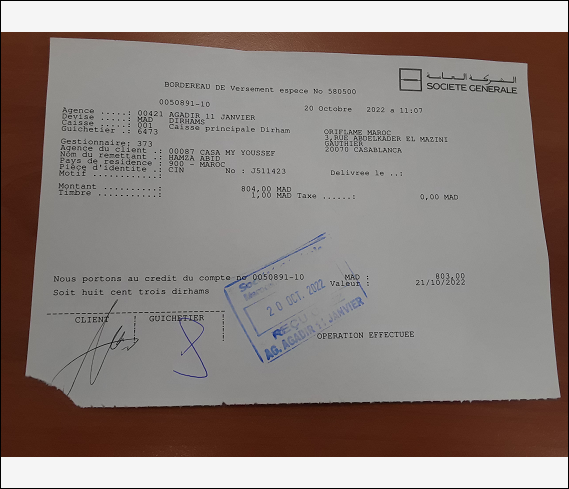 الشركة العامة
SOCIETE GENERALE
BORDEREAU DE Versement espece No 580500
0050891-10
20 Octobre 2022 a 11:07
Agence .....: 00421 AGADIR 11 JANVIER
Devise .....: MAD DIRHAMS
Caisse .....: 001 Caisse principale Dirham
Guichetier .: 6473
ORIFLAME MAROC
3,RUE ABDELKADER EL MAZINI
GAUTHIER
20070 CASABLANCA
Gestionnaire: 373
Agence du client .: 00087 CASA MY YOUSSEF
Nom du remettant .: HAMZA ABID
Pays de residence : 900 - MAROC
Pièce d'identite .: CIN No : J511423 Delivree le ..:
Motif ............:
Montant ..........: 804,00 MAD
Timbre ...........: 1,00 MAD Taxe ......: 0,00 MAD
Nous portons au credit du compte no 0050891-10 MAD : 803,00
Valeur : 21/10/2022
Soit huit cent trois dirhams
CLIENT GUICHETIER
20 OCT. 2022
REÇU
AG. AGADIR 11 JANVIER
OPERATION EFFECTUEE